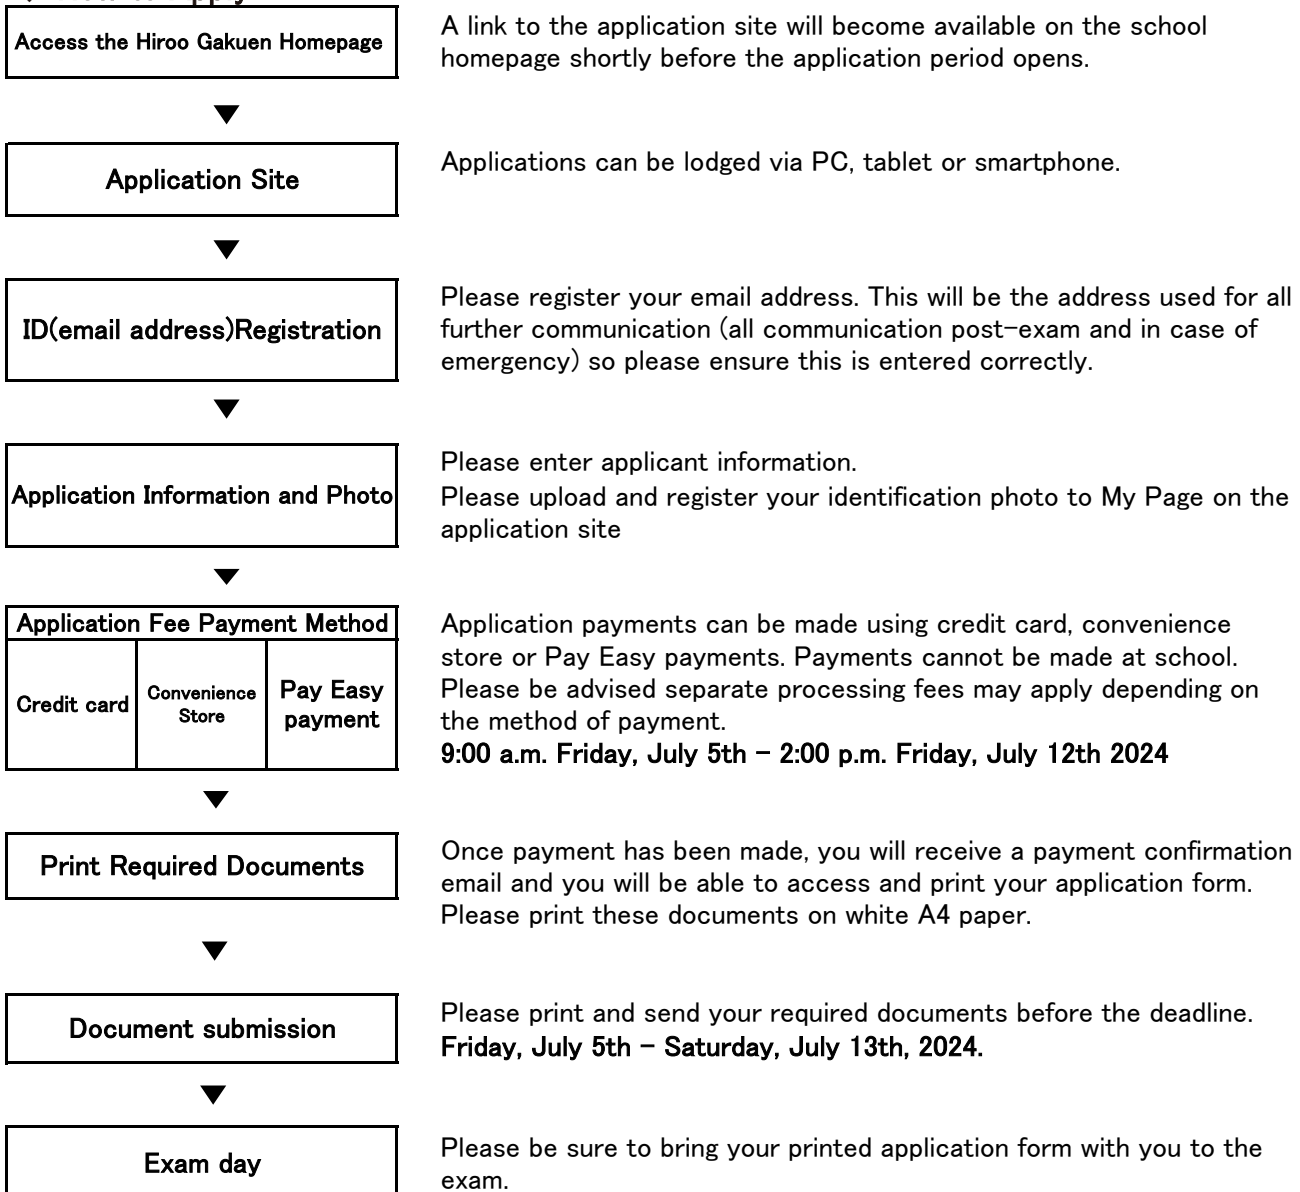 Access the Hiroo Gakuen Homepage
A link to the application site will become available on the school
homepage shortly before the application period opens.
▼
Application Site
Applications can be lodged via PC, tablet or smartphone.
▼
ID(email address)Registration
Please register your email address. This will be the address used for all
further communication (all communication post-exam and in case of
emergency) so please ensure this is entered correctly.
▼
Application Information and Photo
Please enter applicant information.
Please upload and register your identification photo to My Page on the
application site
▼
Application Fee Payment Method
Credit card
Convenience
Store
Pay Easy
payment
Application payments can be made using credit card, convenience
store or Pay Easy payments. Payments cannot be made at school.
Please be advised separate processing fees may apply depending on
the method of payment.
9:00 a.m. Friday, July 5th - 2:00 p.m. Friday, July 12th 2024
▼
Print Required Documents
Once payment has been made, you will receive a payment confirmation
email and you will be able to access and print your application form.
Please print these documents on white A4 paper.
▼
Document submission
Please print and send your required documents before the deadline.
Friday, July 5th - Saturday, July 13th, 2024.
▼
Exam day
Please be sure to bring your printed application form with you to the
exam.